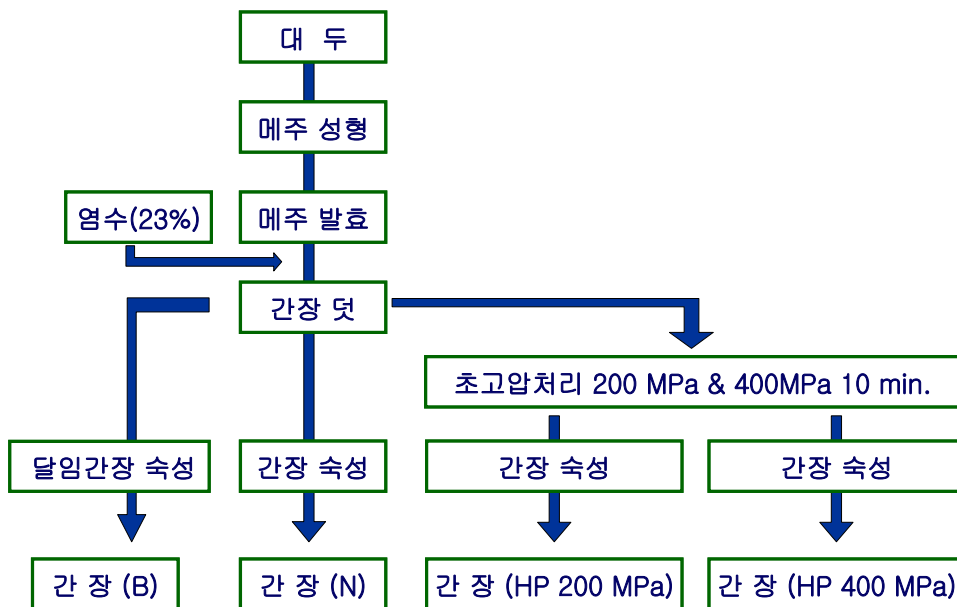 대 두
메주 성형
염수(23%)
메주 발효
간장 덧
초고압처리 200 MPa & 400MPa 10 min.
달임간장 숙성
간장 숙성
간장 숙성
간장 숙성
간 장 (B)
간 장 (N)
간 장 (HP 200 MPa)
간 장 (HP 400 MPa)